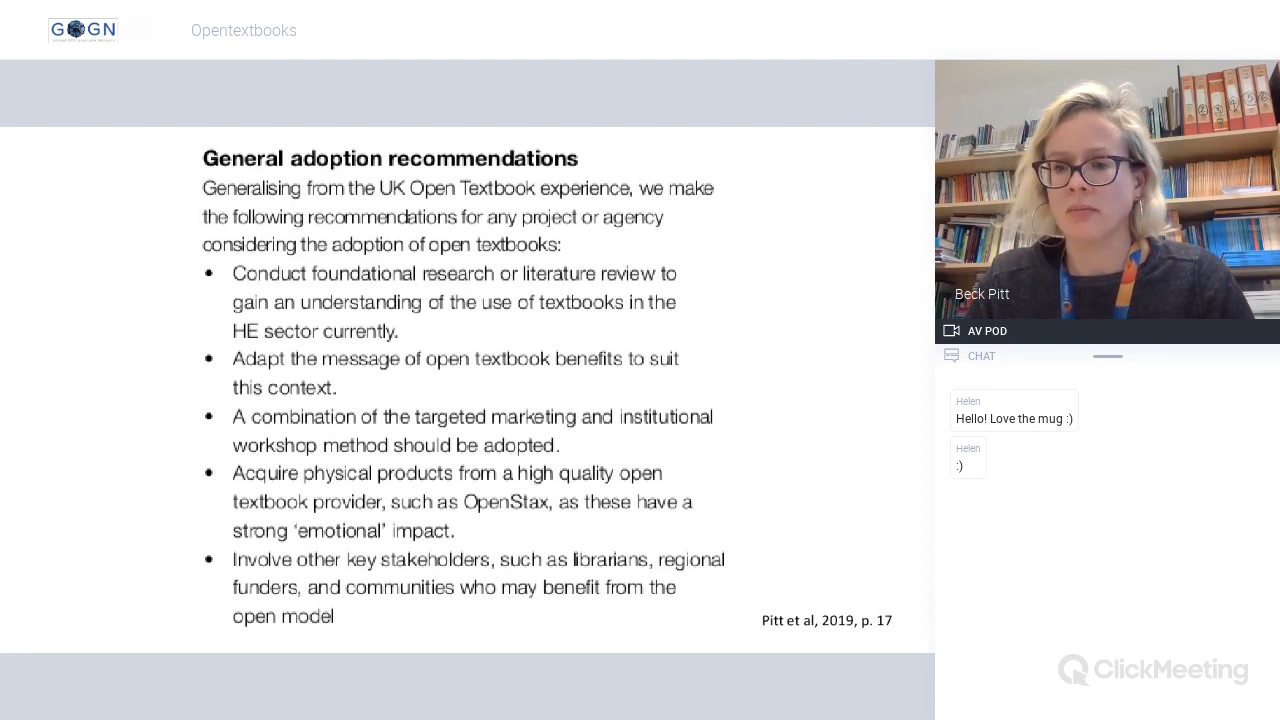 GOGN
Opentextbooks
General adoption recommendations
Generalising from the UK Open Textbook experience, we make
the following recommendations for any project or agency
considering the adoption of open textbooks:
• Conduct foundational research or literature review to
gain an understanding of the use of textbooks in the
HE sector currently.
• Adapt the message of open textbook benefits to suit
this context.
• A combination of the targeted marketing and institutional
workshop method should be adopted.
• Acquire physical products from a high quality open
textbook provider, such as OpenStax, as these have a
strong ‘emotional’ impact.
• Involve other key stakeholders, such as librarians, regional
funders, and communities who may benefit from the
open model
Pitt et al, 2019, p. 17
Beck Pitt
AV POD
CHAT
Helen
Hello! Love the mug :)
Helen
:)
ClickMeeting